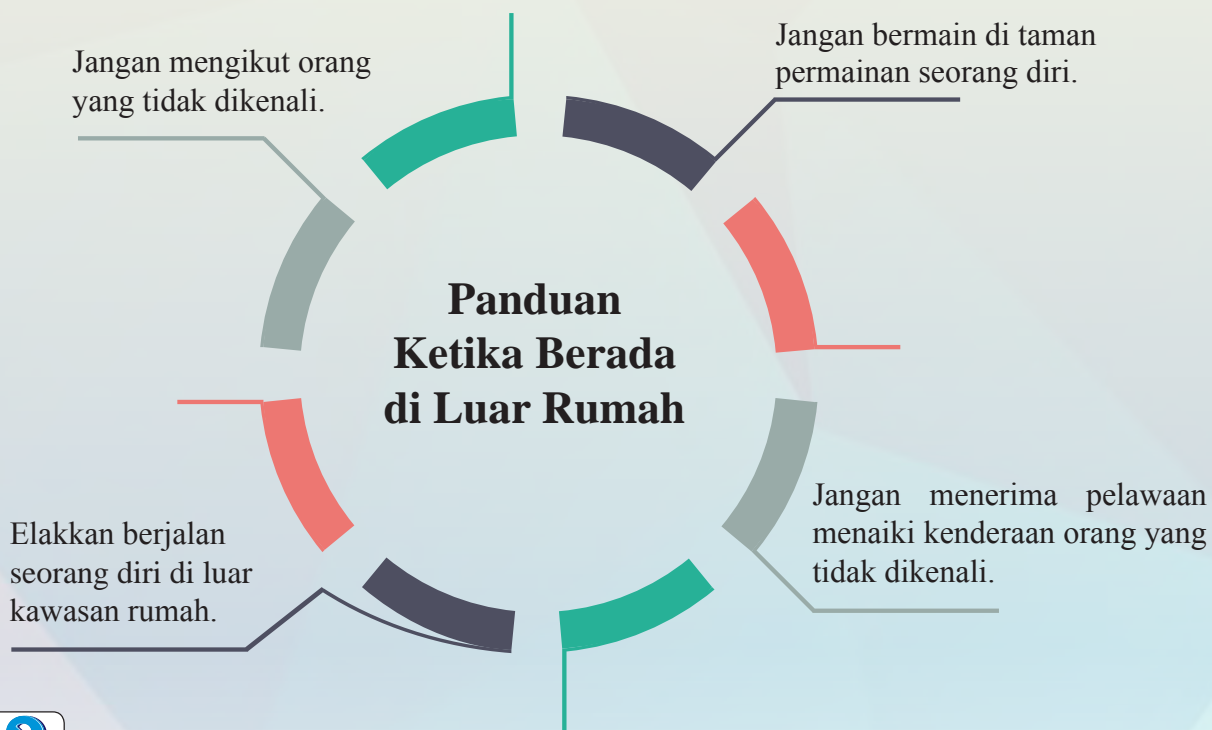 Jangan mengikut orang
yang tidak dikenali.
Jangan bermain di taman
permainan seorang diri.
Panduan
Ketika Berada
di Luar Rumah
Jangan menerima pelawaan
menaiki kenderaan orang yang
tidak dikenali.
Elakkan berjalan
seorang diri di luar
kawasan rumah.